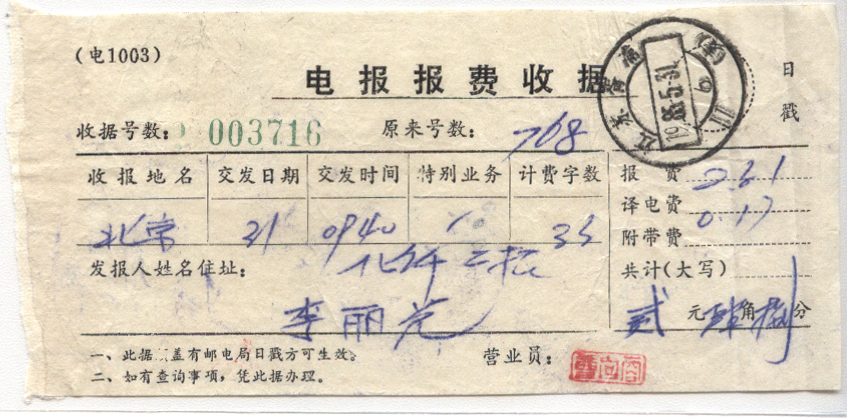 (电1003)
电报报费收据
日戳
收据号数: 003716 原来号数: 768
收报地名 交发日期 交发时间 特别业务 计费字数
北京 31 0940 33
报费 2.31
译电费 0.17
附带费
发报人姓名住址:
李丽芳
共计(大写)
贰元肆角捌分
一、此据 盖有邮电局日戳方可生效。
二、如有查询事项,凭此据办理。
营业员: